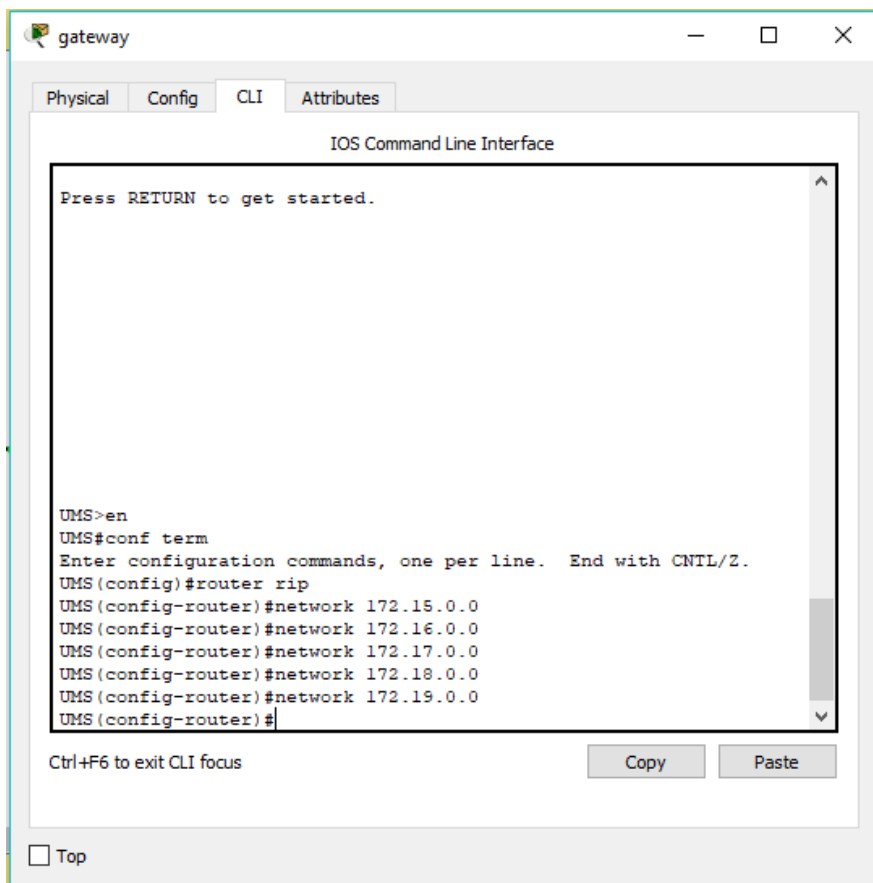 gateway
Physical Config CLI Attributes
IOS Command Line Interface
Press RETURN to get started.
UMS>en
UMS#conf term
Enter configuration commands, one per line.  End with CNTL/Z.
UMS(config)#router rip
UMS(config-router)#network 172.15.0.0
UMS(config-router)#network 172.16.0.0
UMS(config-router)#network 172.17.0.0
UMS(config-router)#network 172.18.0.0
UMS(config-router)#network 172.19.0.0
UMS(config-router)#
Ctrl+F6 to exit CLI focus
Copy
Paste
Top